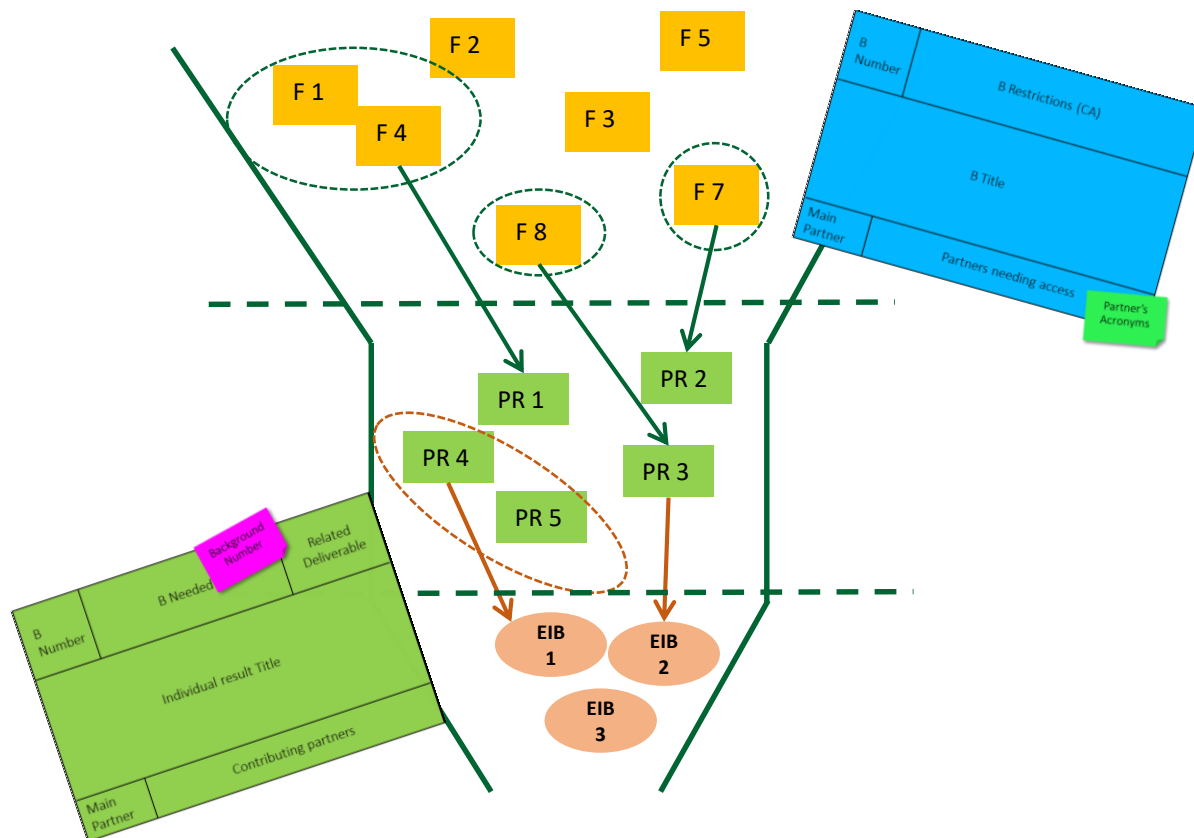 F 2
F 5
F 1
F 4
F 3
F 7
F 8
B
Number
B Restrictions (CA)
B Title
Main
Partner
Partners needing access
Partner's
Acronyms
PR 2
PR 1
PR 4
PR 3
PR 5
Background
Number
Related
Deliverable
B Needed
B
Number
Individual result Title
Contributing partners
Main
Partner
EIB
1
EIB
2
EIB
3